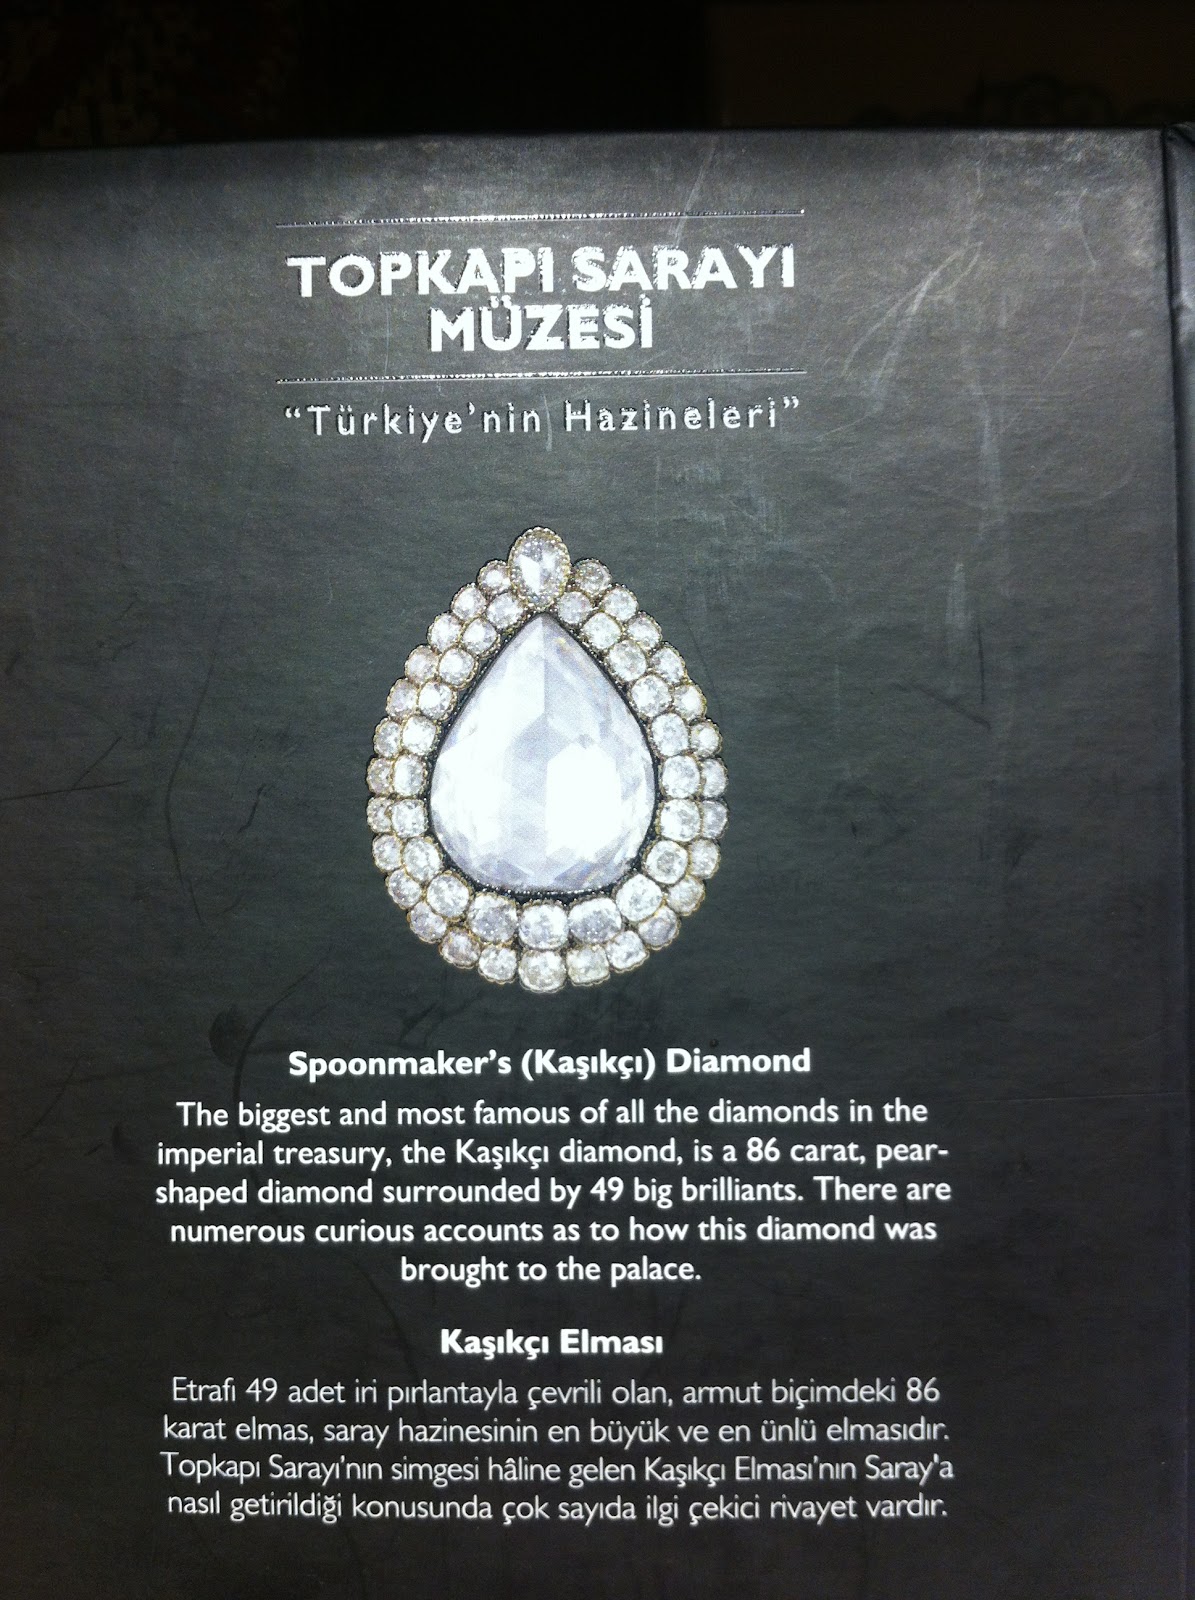 TOPKAPI SARAYI
MÜZESİ
“Türkiye’nin Hazineleri”
Spoonmaker’s (Kaşıkçı) Diamond
The biggest and most famous of all the diamonds in the
imperial treasury, the Kaşıkçı diamond, is a 86 carat, pear-
shaped diamond surrounded by 49 big brilliants. There are
numerous curious accounts as to how this diamond was
brought to the palace.
Kaşıkçı Elması
Etrafı 49 adet iri pırlantayla çevrili olan, armut biçimdeki 86
karat elmas, saray hazinesinin en büyük ve en ünlü elmasıdır.
Topkapı Sarayı’nın simgesi hâline gelen Kaşıkçı Elması’nın Saray'a
nasıl getirildiği konusunda çok sayıda ilgi çekici rivayet vardır.